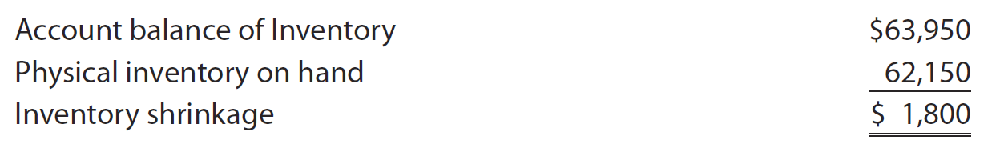 Account balance of Inventory $63,950
Physical inventory on hand 62,150
Inventory shrinkage $ 1,800